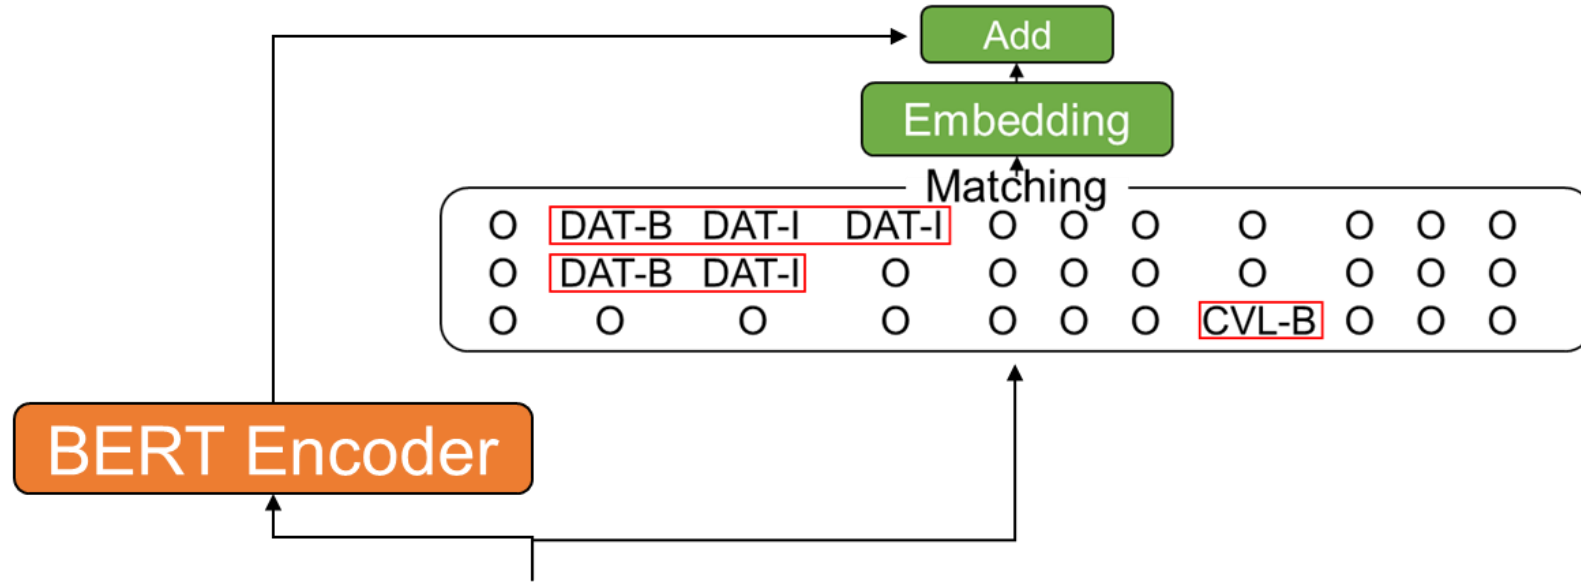 Add
Embedding
Matching
O DAT-B DAT-I DAT-I O O O O O O O
O DAT-B DAT-I O O O O O O O O
O O O O O O O CVL-B O O O
BERT Encoder